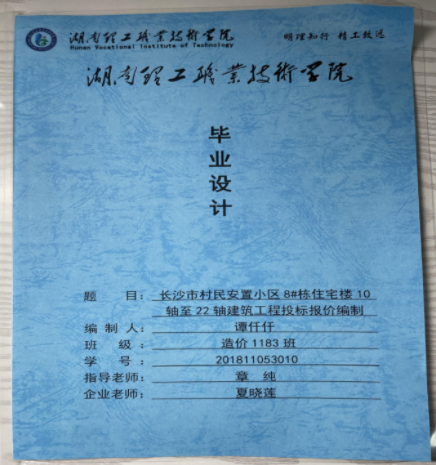 湖南理工职业技术学院 明理知行 精工致远
Hunan Vocational Institute of Technology
湖南理工职业技术学院
毕业设计
题 目： 长沙市村民安置小区 8#栋住宅楼 10
轴至 22 轴建筑工程投标报价编制
编 制 人： 谭仟仟
班 级： 造价 1183 班
学 号： 201811053010
指导老师： 章 纯
企业老师： 夏晓莲